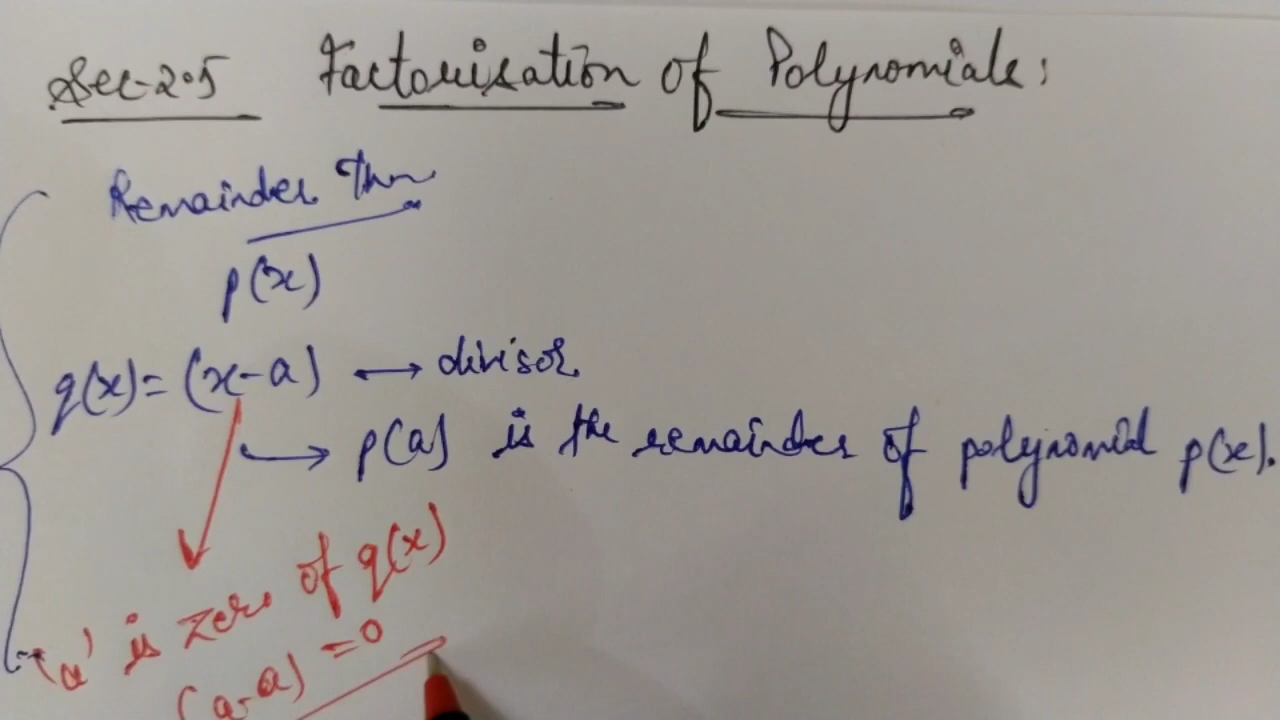 Sec-2.5 Factorisation of Polynomials:
Remainder Thm
p(x)
q(x)= (x-a) ⟷ divisor
→ p(a) is the remainder of polynomial p(x).
'a' is zero of q(x)
(a-a) =0